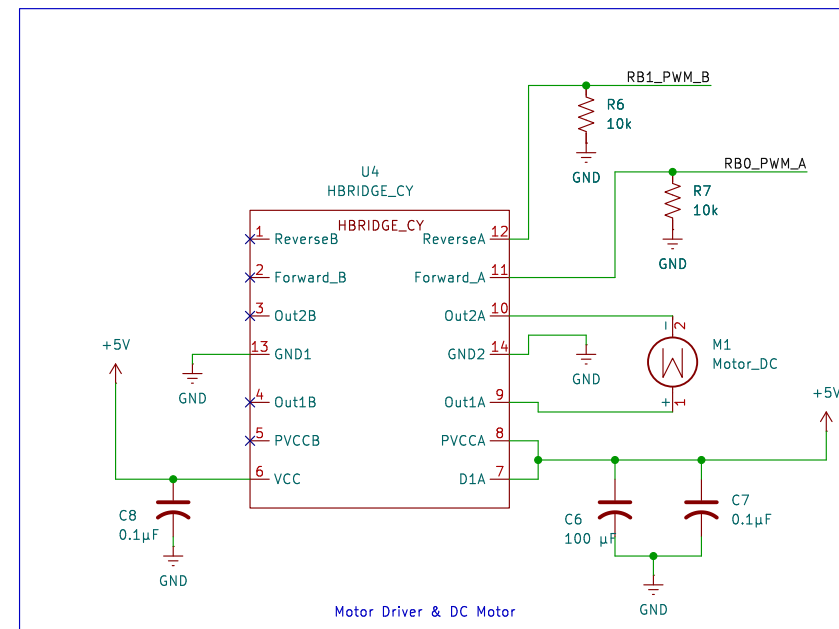 RB1_PWM_B
R6
10k
GND
RB0_PWM_A
R7
10k
GND
U4
HBRIDGE_CY
HBRIDGE_CY
1 ReverseB
ReverseA 12
2 Forward_B
Forward_A 11
3 Out2B
Out2A 10
13 GND1
GND2 14
4 Out1B
Out1A 9
5 PVCCB
PVCCA 8
6 VCC
D1A 7
+5V
GND
GND
- 2
M1
Motor_DC
+ 1
+5V
C8
0.1µF
GND
C6
100 µF
C7
0.1µF
GND
Motor Driver & DC Motor